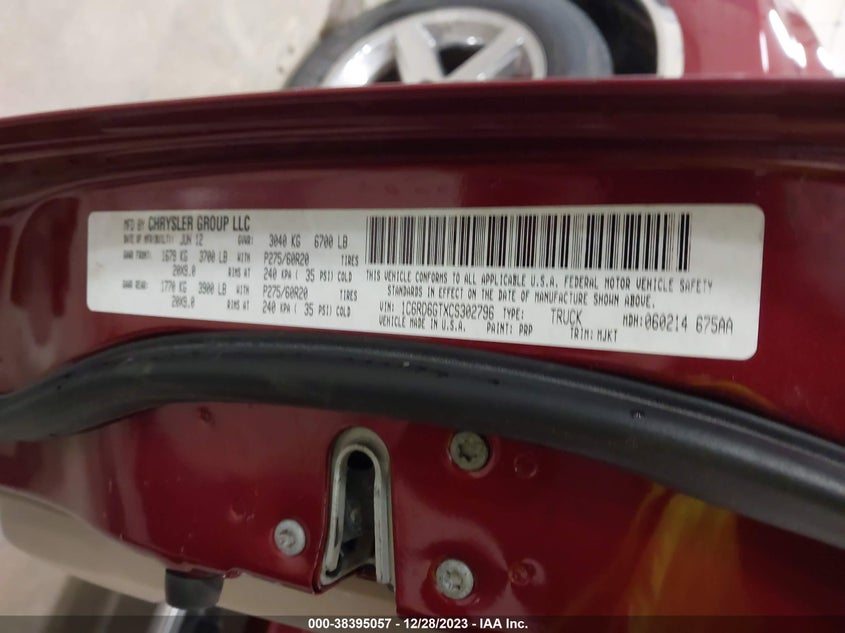 MFD BY CHRYSLER GROUP LLC
DATE OF MFR(BUILT): JUN 12 GVWR: 3040 KG 6700 LB
GAWR FRONT: 1679 KG 3700 LB WITH P275/60R20 TIRES
20X9.0 RIMS AT 240 KPA ( 35 PSI) COLD
GAWR REAR: 1770 KG 3900 LB WITH P275/60R20 TIRES
20X9.0 RIMS AT 240 KPA ( 35 PSI) COLD
THIS VEHICLE CONFORMS TO ALL APPLICABLE U.S.A. FEDERAL MOTOR VEHICLE SAFETY
STANDARDS IN EFFECT ON THE DATE OF MANUFACTURE SHOWN ABOVE.
VIN: 1C6RD6GTXCS302796 TYPE: TRUCK MDH:060214 675AA
VEHICLE MADE IN U.S.A. PAINT: PRP TRIM: MJKT
000-38395057 - 12/28/2023 - IAA Inc.